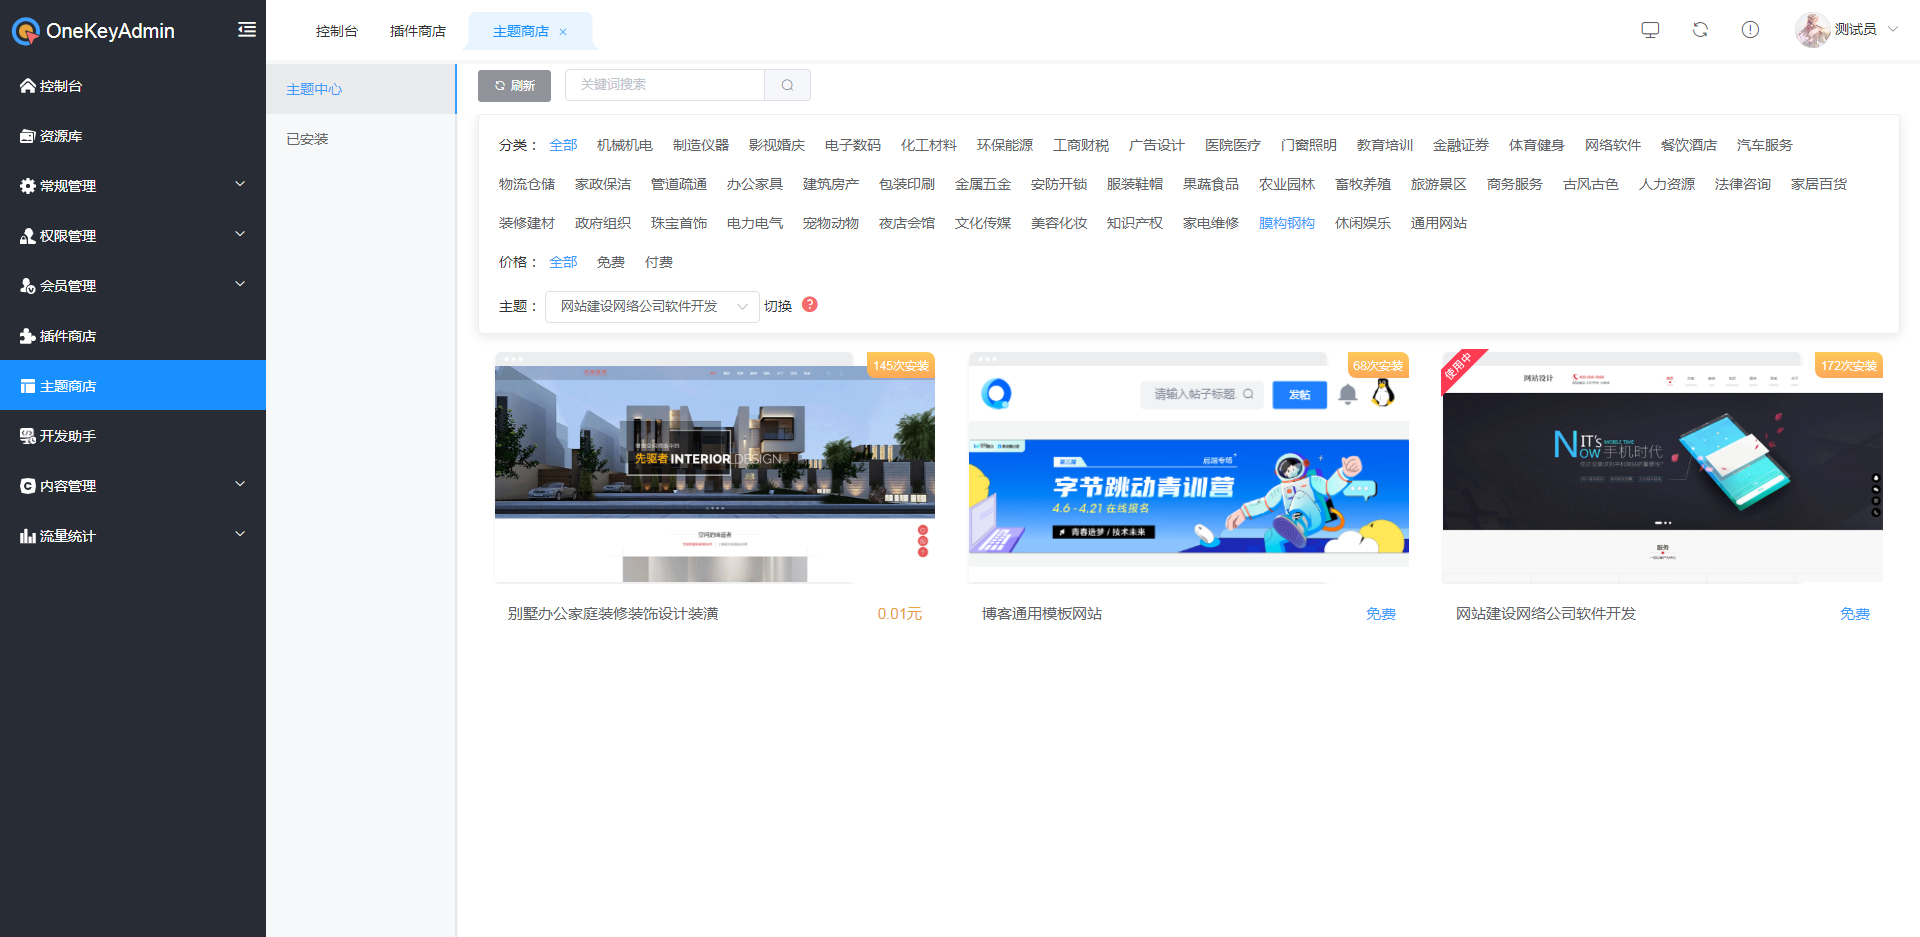 OneKeyAdmin
控制台
资源库
常规管理
权限管理
会员管理
插件商店
主题商店
开发助手
内容管理
流量统计
控制台 插件商店 主题商店 ×
测试员
主题中心
已安装
刷新 关键词搜索
分类： 全部 机械机电 制造仪器 影视婚庆 电子数码 化工材料 环保能源 工商财税 广告设计 医院医疗 门窗照明 教育培训 金融证券 体育健身 网络软件 餐饮酒店 汽车服务
物流仓储 家政保洁 管道疏通 办公家具 建筑房产 包装印刷 金属五金 安防开锁 服装鞋帽 果蔬食品 农业园林 畜牧养殖 旅游景区 商务服务 古风古色 人力资源 法律咨询 家居百货
装修建材 政府组织 珠宝首饰 电力电气 宠物动物 夜店会馆 文化传媒 美容化妆 知识产权 家电维修 膜构钢构 休闲娱乐 通用网站
价格： 全部 免费 付费
主题： 网站建设网络公司软件开发 切换 ?
145次安装
先驱者 INTERIOR DESIGN
空间的缔造者
别墅办公家庭装修装饰设计装潢 0.01元
68次安装
请输入帖子标题 发帖
第三届 后端专场
字节跳动青训营
4.6 - 4.21 在线报名
青春造梦 / 技术未来
博客通用模板网站 免费
使用中 172次安装
网站设计
NOW IT's MOBILE TIME 手机时代
服务
网站建设网络公司软件开发 免费